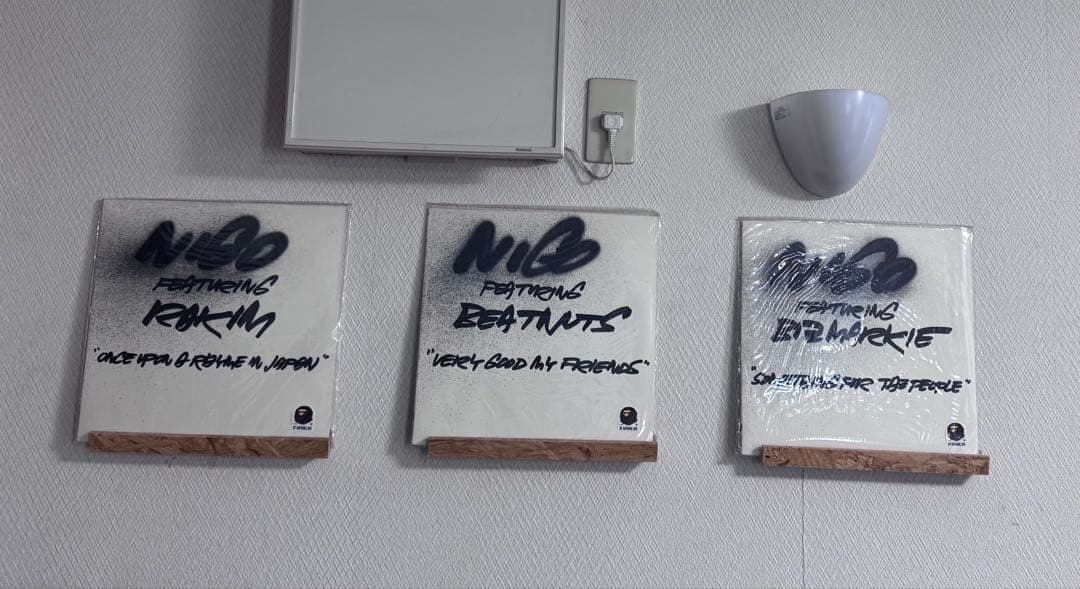 NIGO
FEATURING
RAKIM
"ONCE UPON A RHYME IN JAPAN"
NIGO
FEATURING
BEATNUTS
"VERY GOOD MY FRIENDS"
NIGO
FEATURING
BIZ MARKIE
"SOMETHING FOR THE PEOPLE"